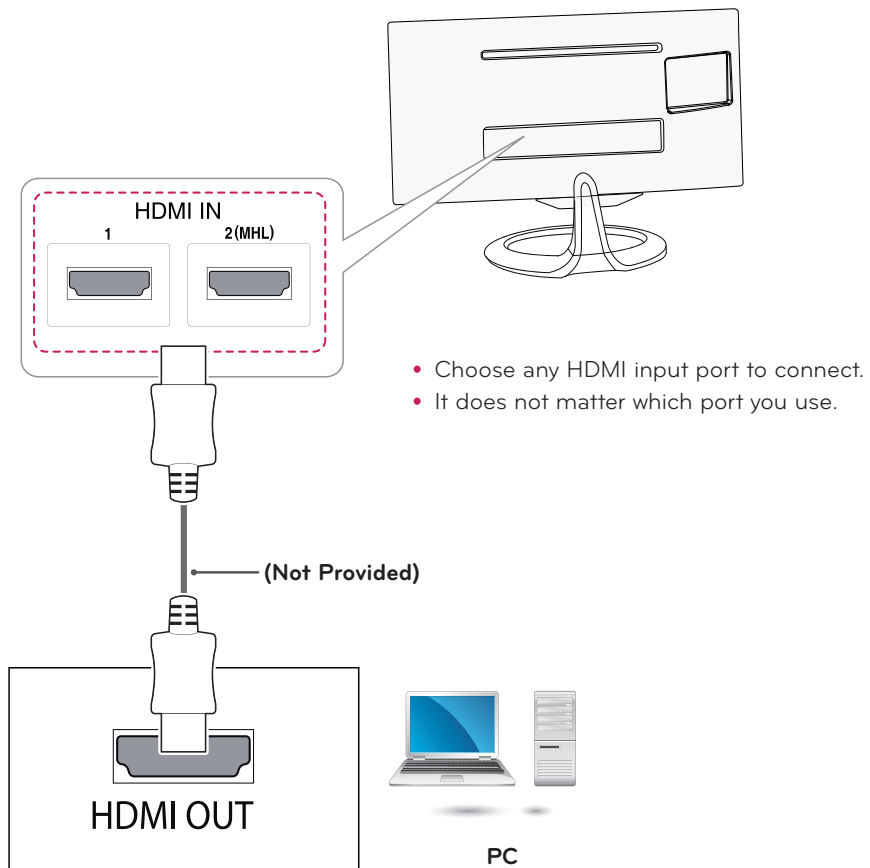 HDMI IN
1
2(MHL)
• Choose any HDMI input port to connect.
• It does not matter which port you use.
(Not Provided)
HDMI OUT
PC